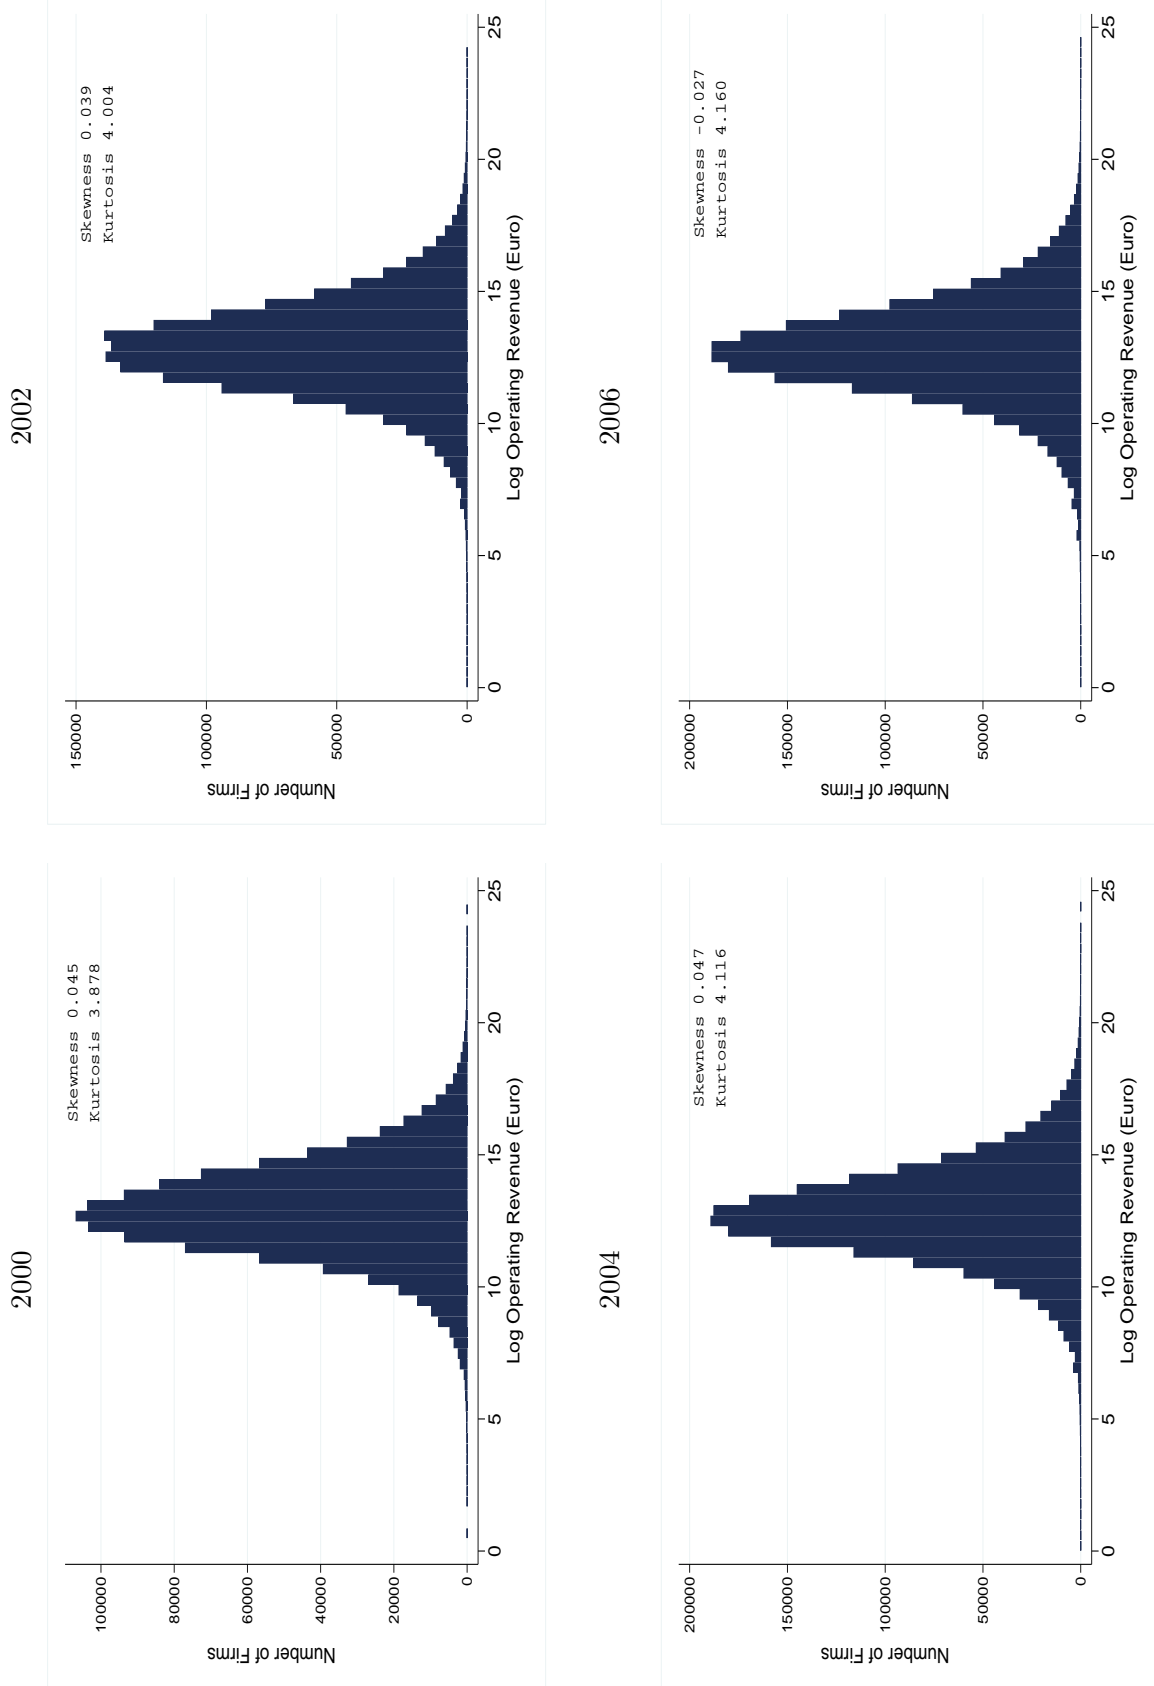 2000
Skewness 0.045
Kurtosis 3.878
Number of Firms
100000
80000
60000
40000
20000
0
0 5 10 15 20 25
Log Operating Revenue (Euro)
2002
Skewness 0.039
Kurtosis 4.004
Number of Firms
150000
100000
50000
0
0 5 10 15 20 25
Log Operating Revenue (Euro)
2004
Skewness 0.047
Kurtosis 4.116
Number of Firms
200000
150000
100000
50000
0
0 5 10 15 20 25
Log Operating Revenue (Euro)
2006
Skewness -0.027
Kurtosis 4.160
Number of Firms
200000
150000
100000
50000
0
0 5 10 15 20 25
Log Operating Revenue (Euro)